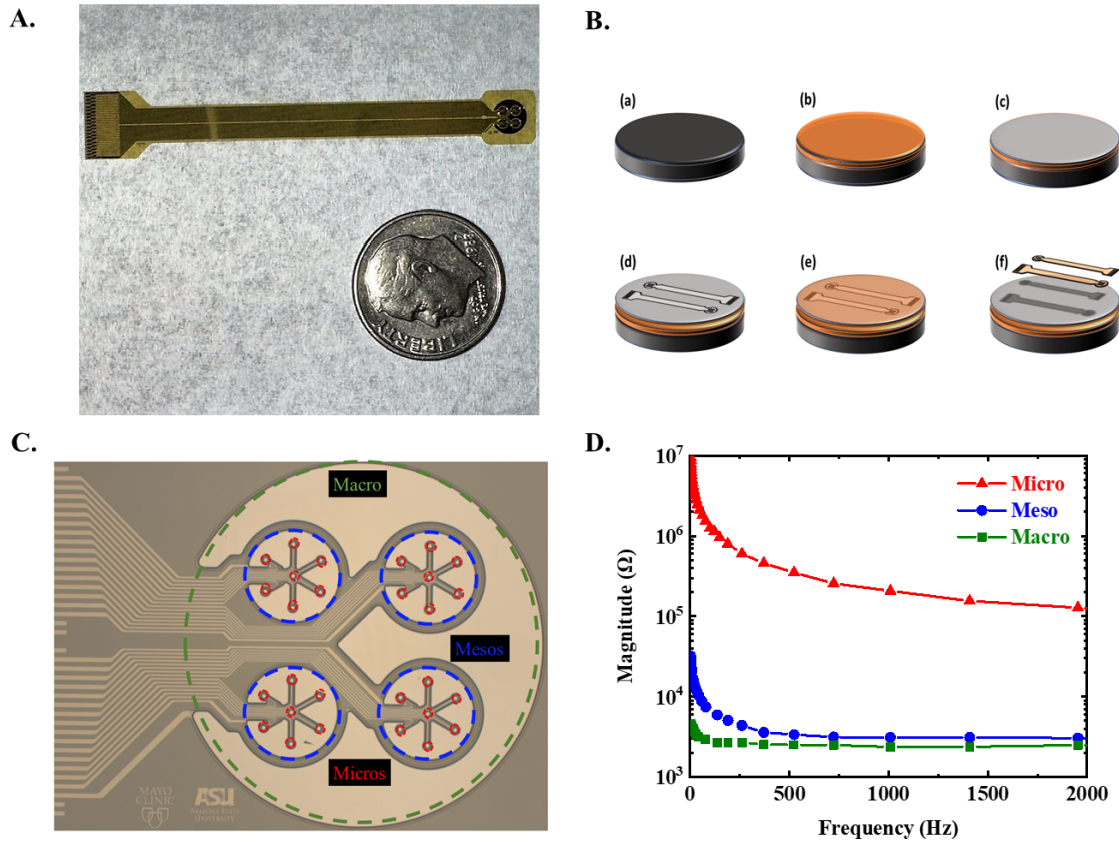 A.
LIBERTY
B.
(a)
(b)
(c)
(d)
(e)
(f)
C.
Macro
Mesos
Micros
MAYO
CLINIC
ASU
ARIZONA STATE
UNIVERSITY
D.
Magnitude (Ω)
10⁷
10⁶
10⁵
10⁴
10³
Micro
Meso
Macro
0
500
1000
1500
2000
Frequency (Hz)